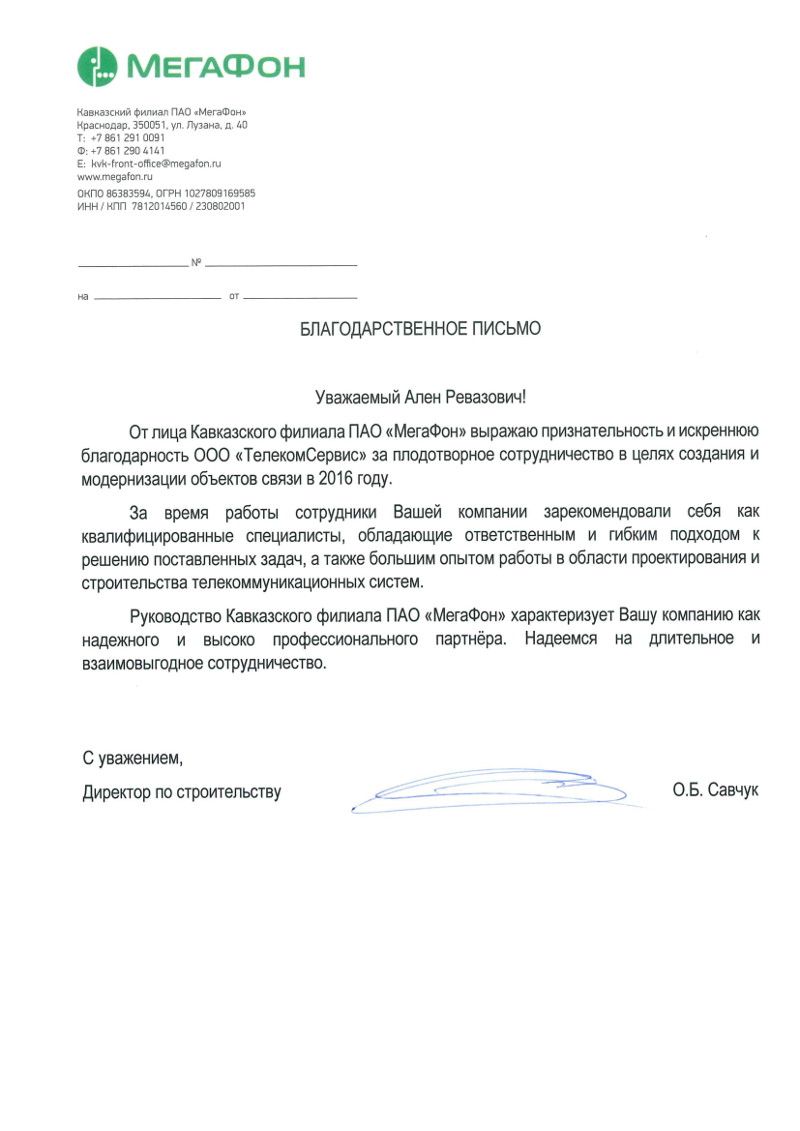 МЕГАФОН
Кавказский филиал ПАО «МегаФон»
Краснодар, 350051, ул. Лузана, д. 40
Т: +7 861 291 0091
Ф: +7 861 290 4141
E: kvk-front-office@megafon.ru
www.megafon.ru
ОКПО 86383594, ОГРН 1027809169585
ИНН / КПП 7812014560 / 230802001
№
на от
БЛАГОДАРСТВЕННОЕ ПИСЬМО
Уважаемый Ален Ревазович!
От лица Кавказского филиала ПАО «МегаФон» выражаю признательность и искреннюю
благодарность ООО «ТелекомСервис» за плодотворное сотрудничество в целях создания и
модернизации объектов связи в 2016 году.
За время работы сотрудники Вашей компании зарекомендовали себя как
квалифицированные специалисты, обладающие ответственным и гибким подходом к
решению поставленных задач, а также большим опытом работы в области проектирования и
строительства телекоммуникационных систем.
Руководство Кавказского филиала ПАО «МегаФон» характеризует Вашу компанию как
надежного и высоко профессионального партнёра. Надеемся на длительное и
взаимовыгодное сотрудничество.
С уважением,
Директор по строительству О.Б. Савчук